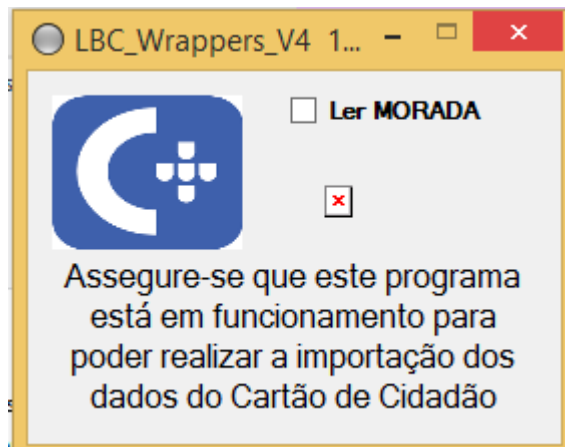 LBC_Wrappers_V4 1...
Ler MORADA
Assegure-se que este programa
está em funcionamento para
poder realizar a importação dos
dados do Cartão de Cidadão